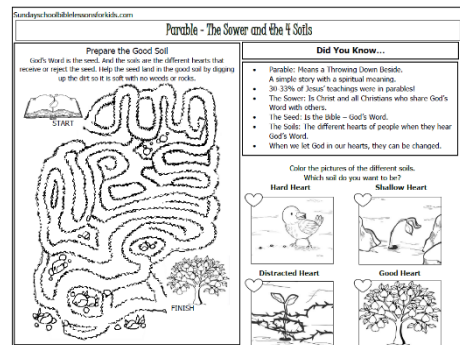 Sundayschoolbiblelessonsforkids.com
Parable - The Sower and the 4 Soils
Prepare the Good Soil
God's Word is the seed. And the soils are the different hearts that
receive or reject the seed. Help the seed land in the good soil by digging
up the dirt so it is soft with no weeds or rocks.
START
FINISH
Did You Know...
• Parable: Means a Throwing Down Beside.
A simple story with a spiritual meaning.
• 30-33% of Jesus' teachings were in parables!
• The Sower: Is Christ and all Christians who share God's
Word with others.
• The Seed: Is the Bible – God's Word.
• The Soils: The different hearts of people when they hear
God's Word.
• When we let God in our hearts, they can be changed.
Color the pictures of the different soils.
Which soil do you want to be?
Hard Heart
Shallow Heart
Distracted Heart
Good Heart